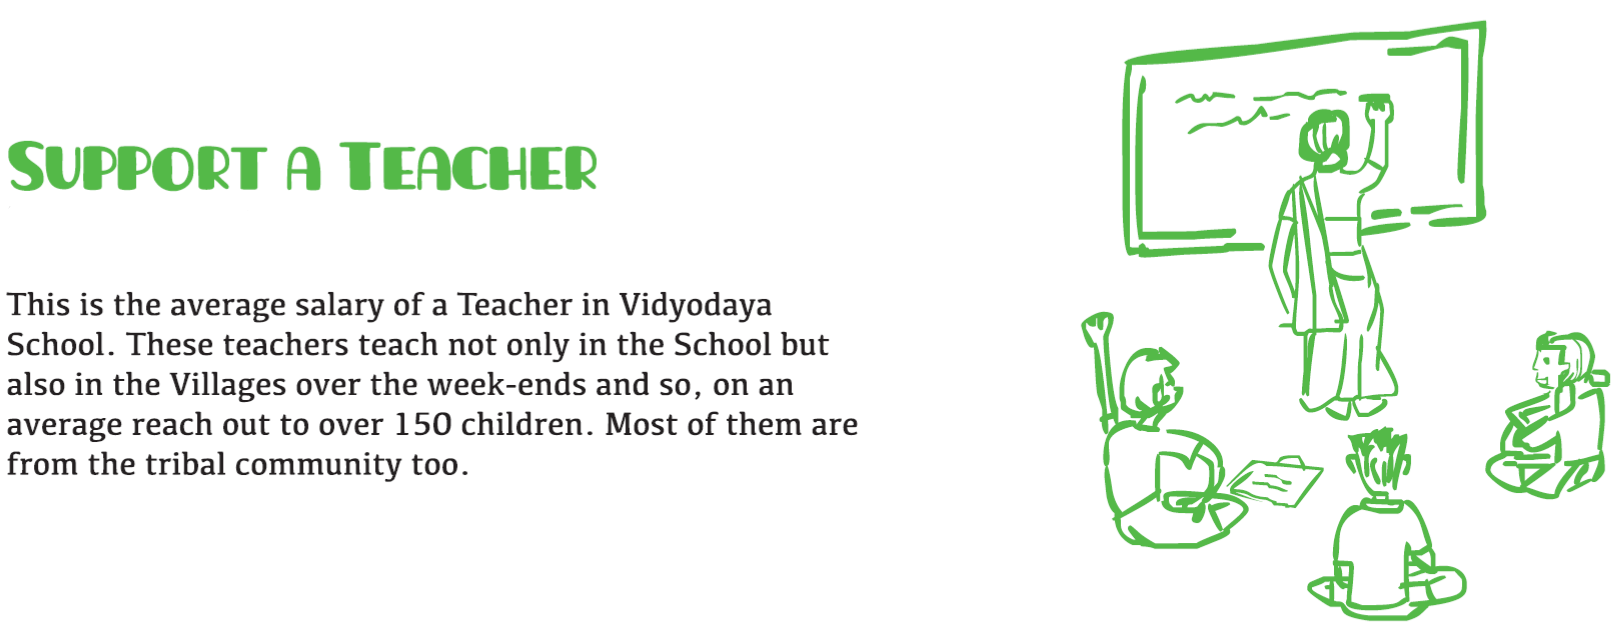 SUPPORT A TEACHER
This is the average salary of a Teacher in Vidyodaya
School. These teachers teach not only in the School but
also in the Villages over the week-ends and so, on an
average reach out to over 150 children. Most of them are
from the tribal community too.